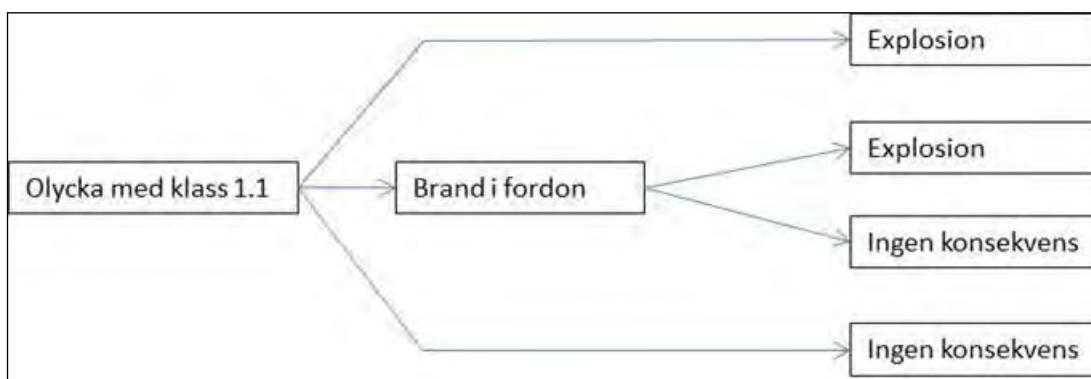 Explosion
Explosion
Olycka med klass 1.1
Brand i fordon
Ingen konsekvens
Ingen konsekvens